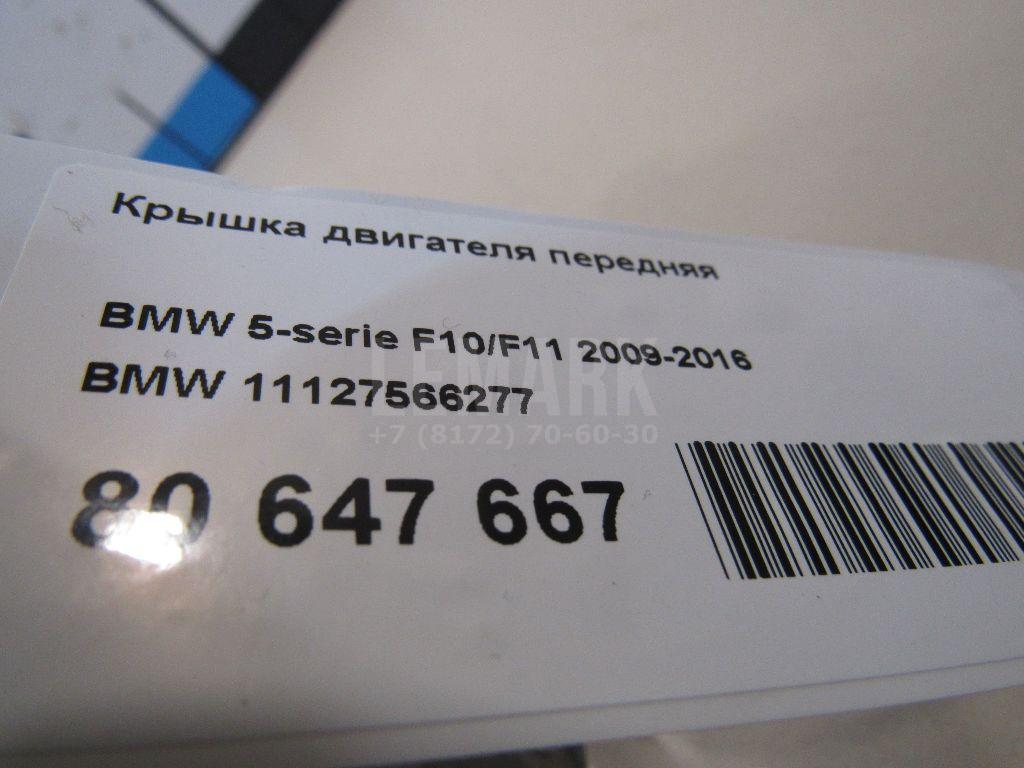 Крышка двигателя передняя
BMW 5-serie F10/F11 2009-2016
BMW 11127566277
LEMARK
+7 (8172) 70-60-30
80 647 667